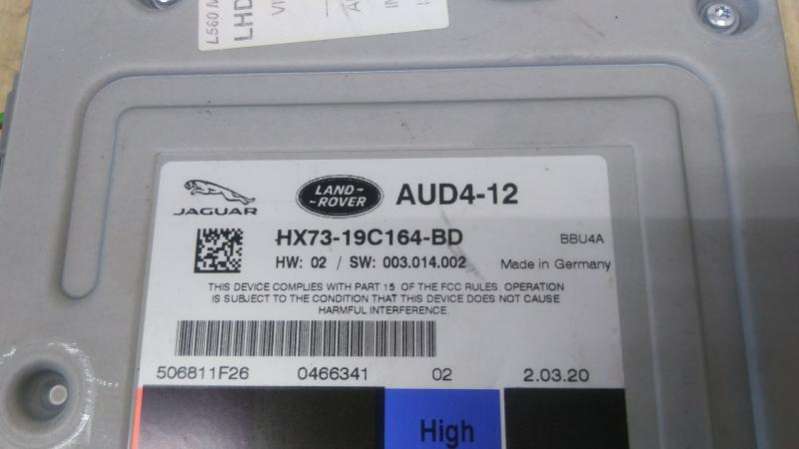 L560
LHD
JAGUAR
LAND-
-ROVER
AUD4-12
HX73-19C164-BD
BBU4A
HW: 02 / SW: 003.014.002
Made in Germany
THIS DEVICE COMPLIES WITH PART 15 OF THE FCC RULES. OPERATION
IS SUBJECT TO THE CONDITION THAT THIS DEVICE DOES NOT CAUSE
HARMFUL INTERFERENCE.
506811F26 0466341 02 2.03.20
High